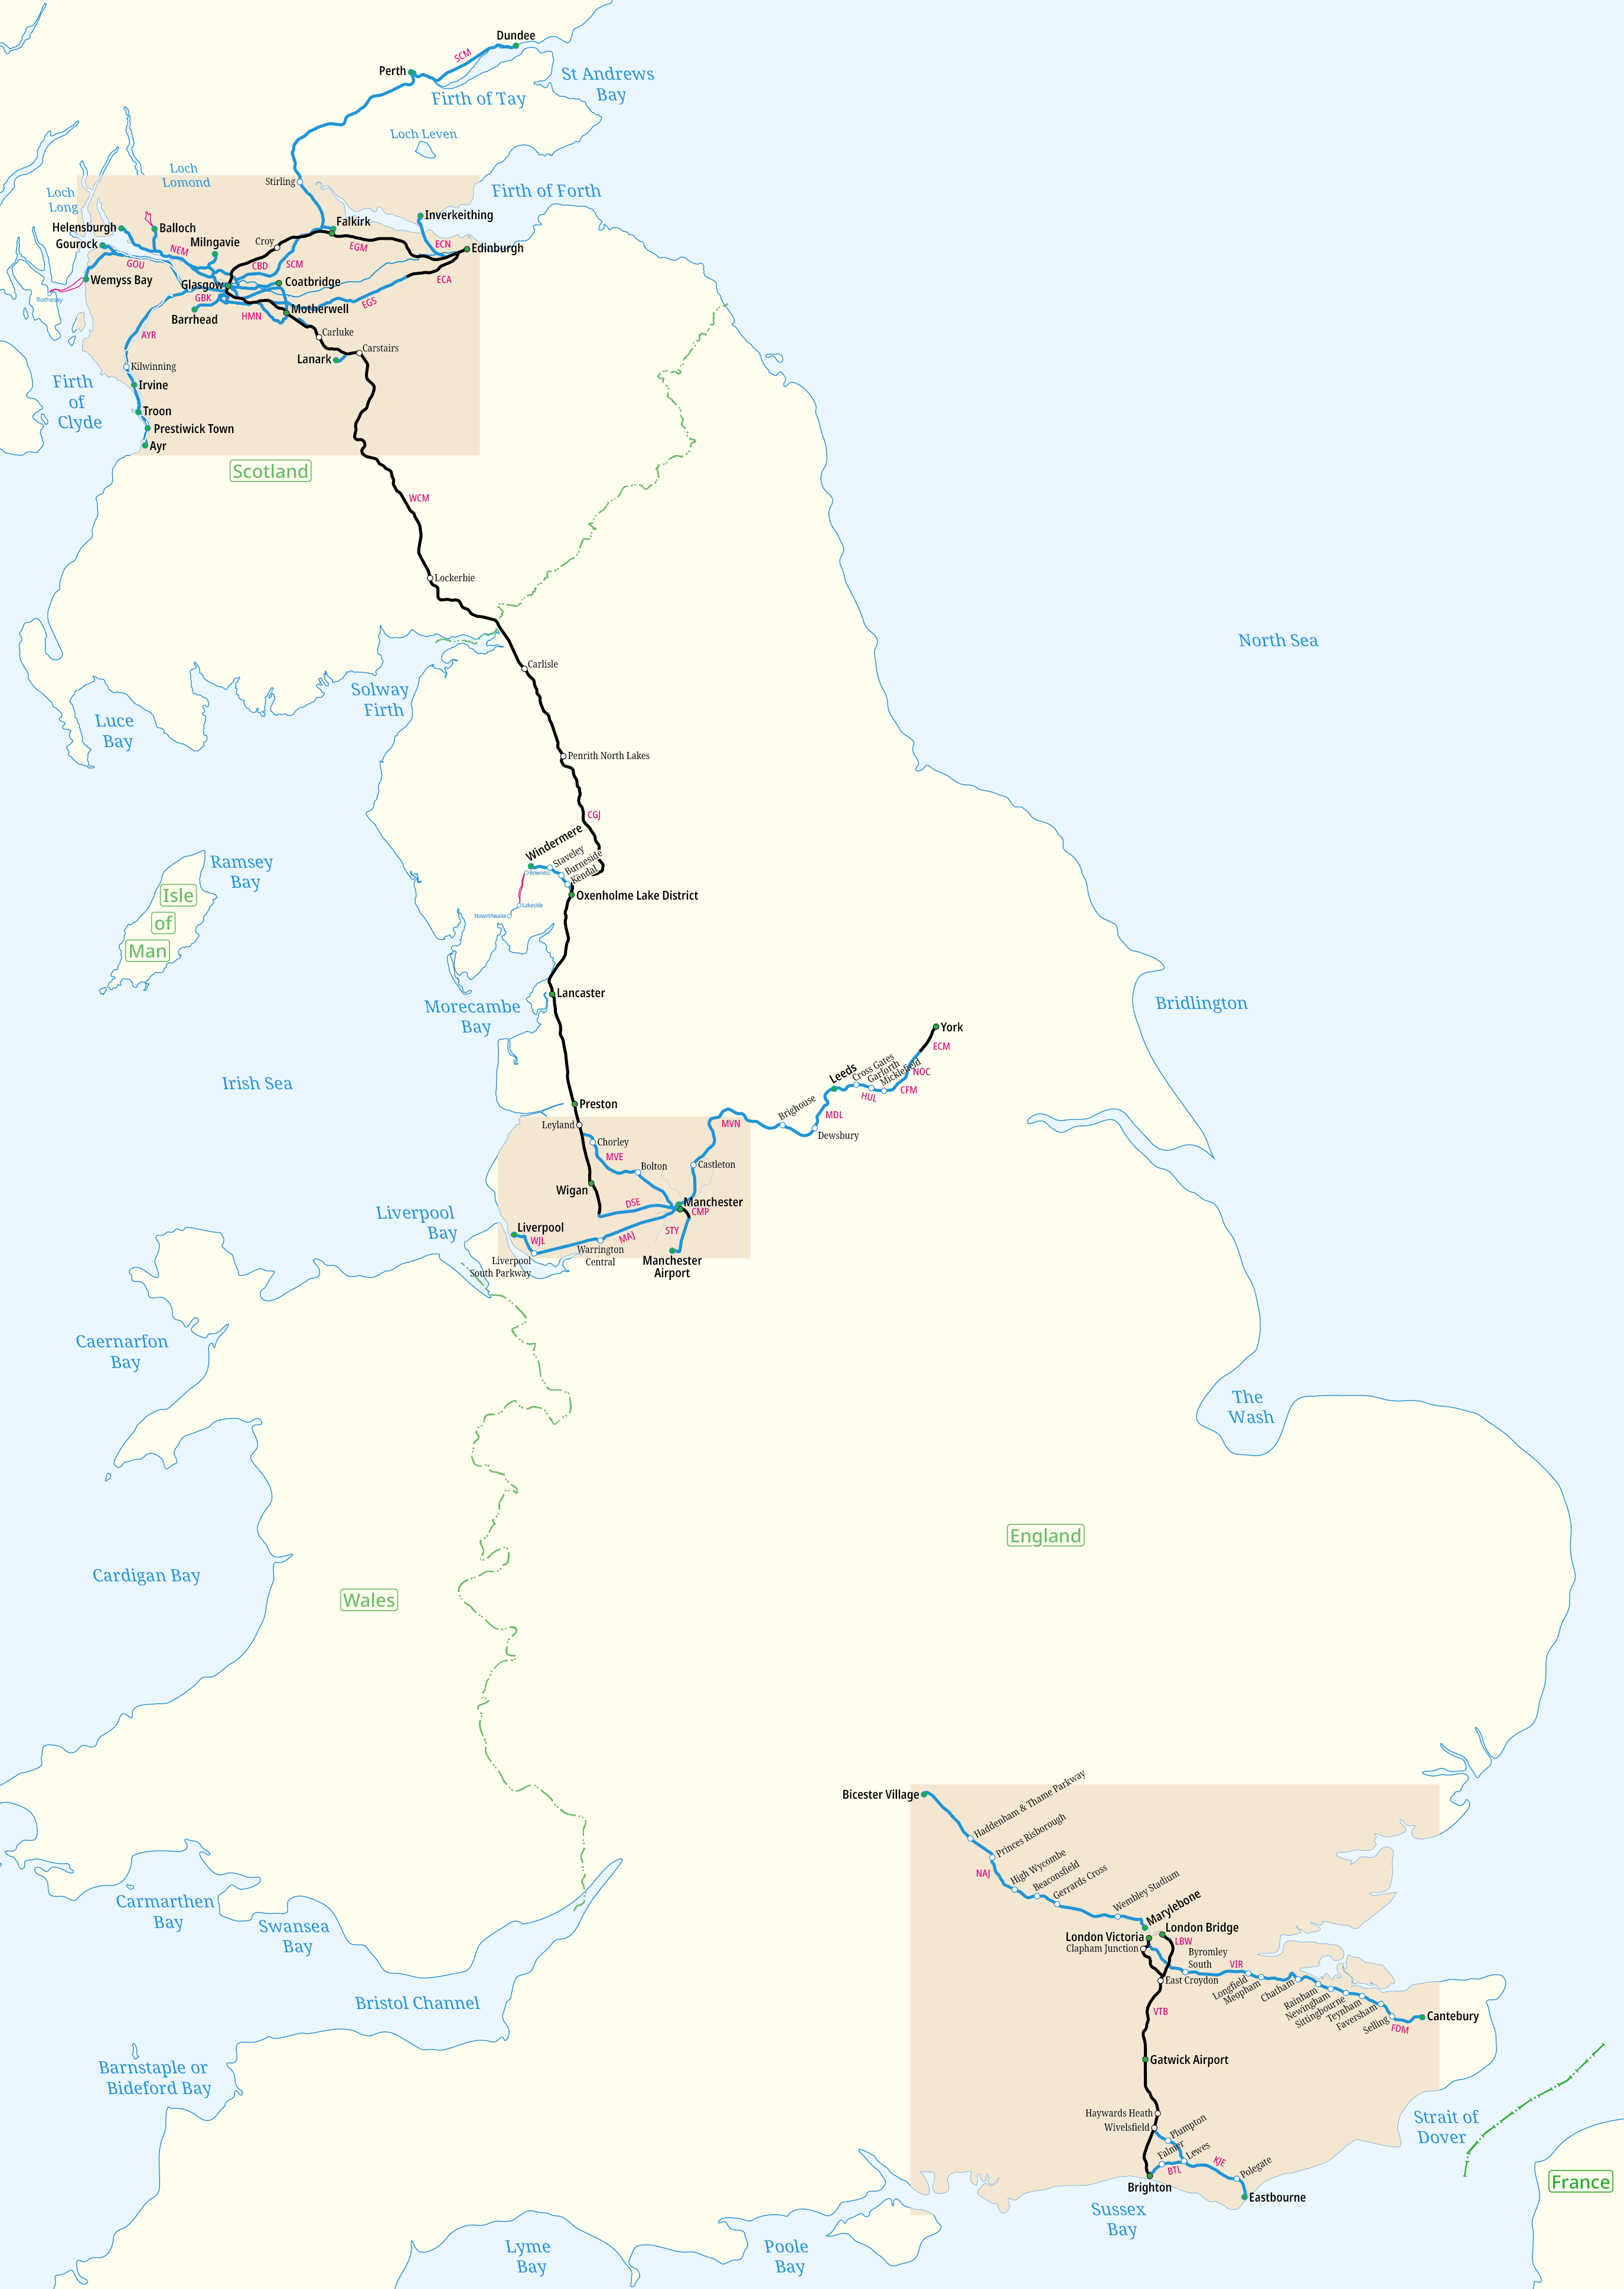 Dundee
SCM
Perth
St Andrews
Bay
Firth of Tay
Loch Leven
Loch
Lomond
Stirling
Loch
Long
Firth of Forth
Inverkeithing
Falkirk
Helensburgh
Balloch
Gourock
Milngavie
Croy
ECN
Edinburgh
NEM
EGM
GOU
CBD
SCM
Wemyss Bay
Glasgow
Coatbridge
ECA
Rothesay
GBK
EGS
Barrhead
HMN
Motherwell
AYR
Carluke
Carstairs
Lanark
Kilwinning
Firth
of
Clyde
Irvine
Troon
Prestiwick Town
Ayr
Scotland
WCM
Lockerbie
North Sea
Carlisle
Solway
Firth
Luce
Bay
Penrith North Lakes
CGJ
Windermere
Staveley
Burneside
Kendal
Bowness
Oxenholme Lake District
Lakeside
Haverthwaite
Ramsey
Bay
Isle
of
Man
Lancaster
Morecambe
Bay
Bridlington
York
ECM
Irish Sea
Leeds
Cross Gates
Garforth
Micklefield
NOC
CFM
HUL
Preston
Brighouse
MDL
Dewsbury
MVN
Leyland
Chorley
MVE
Bolton
Castleton
Wigan
Manchester
DSE
CMP
Liverpool
Bay
Liverpool
WJL
STY
MAJ
Warrington
Central
Liverpool
South Parkway
Manchester
Airport
Caernarfon
Bay
The
Wash
England
Cardigan Bay
Wales
Bicester Village
Haddenham & Thame Parkway
Princes Risborough
NAJ
High Wycombe
Beaconsfield
Gerrards Cross
Wembley Stadium
Marylebone
London Bridge
London Victoria
LBW
Clapham Junction
Byromley
South
VIR
East Croydon
Longfield
Meopham
Chatham
Rainham
Newingham
Sittingbourne
Teynham
Faversham
Selling
FDM
Cantebury
VTB
Carmarthen
Bay
Swansea
Bay
Bristol Channel
Gatwick Airport
Barnstaple or
Bideford Bay
Haywards Heath
Wivelsfield
Plumpton
Falmer
Lewes
BTL
KJE
Polegate
Brighton
Eastbourne
Strait of
Dover
France
Sussex
Bay
Lyme
Bay
Poole
Bay